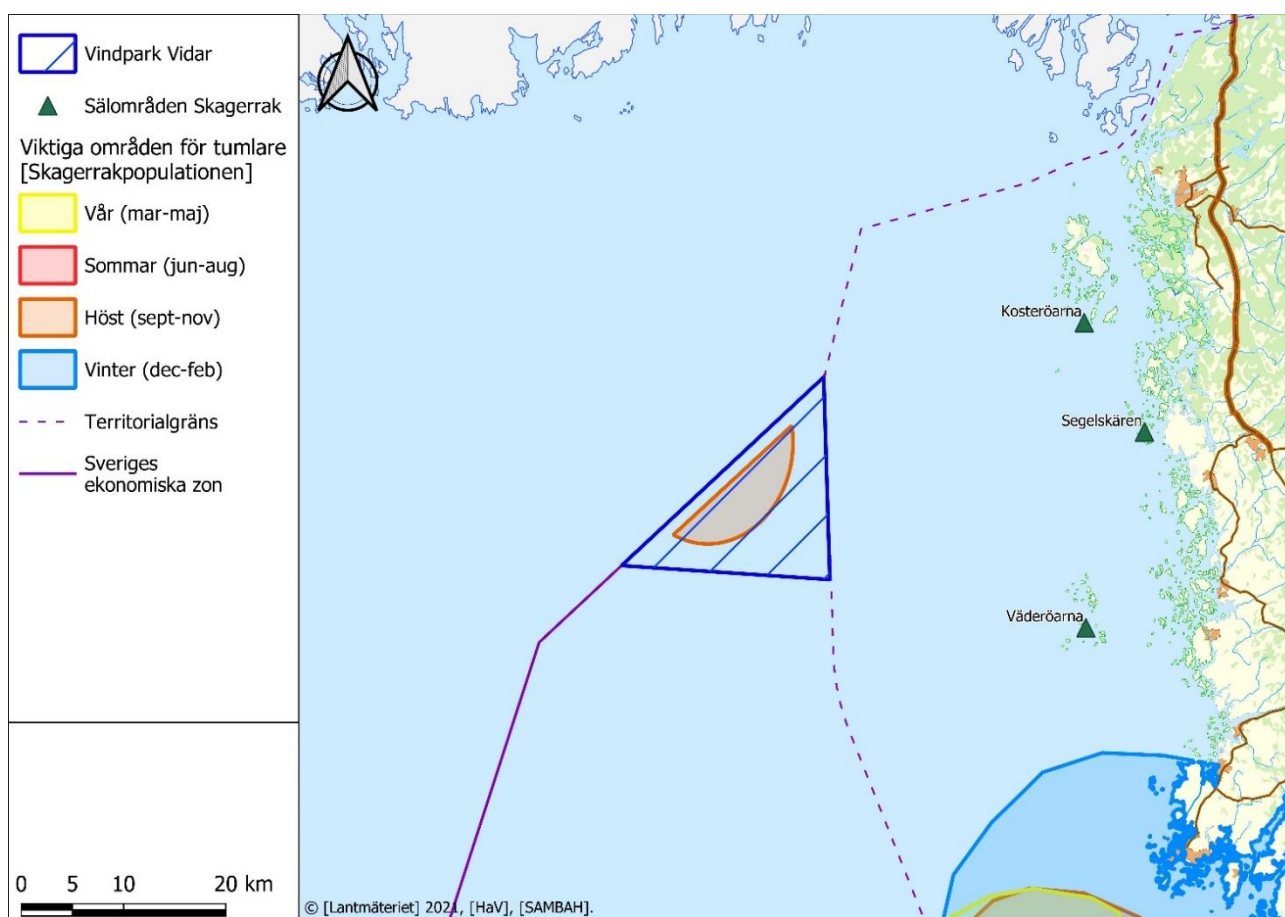 Vindpark Vidar
Sälområden Skagerrak
Viktiga områden för tumlare
[Skagerrakpopulationen]
Vår (mar-maj)
Sommar (jun-aug)
Höst (sept-nov)
Vinter (dec-feb)
Territorialgräns
Sveriges
ekonomiska zon
0 5 10 20 km
Kosteröarna
Segelskären
Väderöarna
© [Lantmäteriet] 2021, [HaV], [SAMBAH].